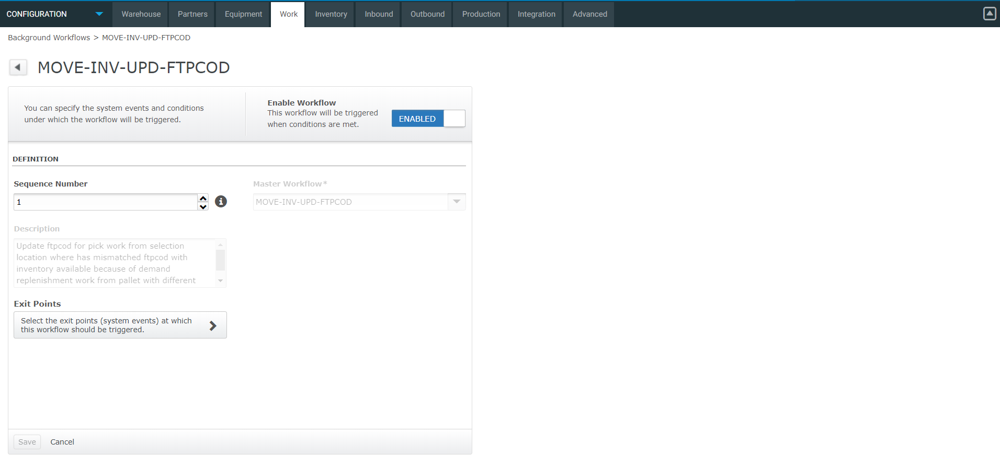 CONFIGURATION Warehouse Partners Equipment Work Inventory Inbound Outbound Production Integration Advanced
Background Workflows > MOVE-INV-UPD-FTPCOD
MOVE-INV-UPD-FTPCOD
You can specify the system events and conditions
under which the workflow will be triggered.
Enable Workflow
This workflow will be triggered
when conditions are met.
ENABLED
DEFINITION
Sequence Number
1
Master Workflow*
MOVE-INV-UPD-FTPCOD
Description
Update ftpcod for pick work from selection
location where has mismatched ftpcod with
inventory available because of demand
replenishment work from pallet with different
Exit Points
Select the exit points (system events) at which
this workflow should be triggered.
Save Cancel